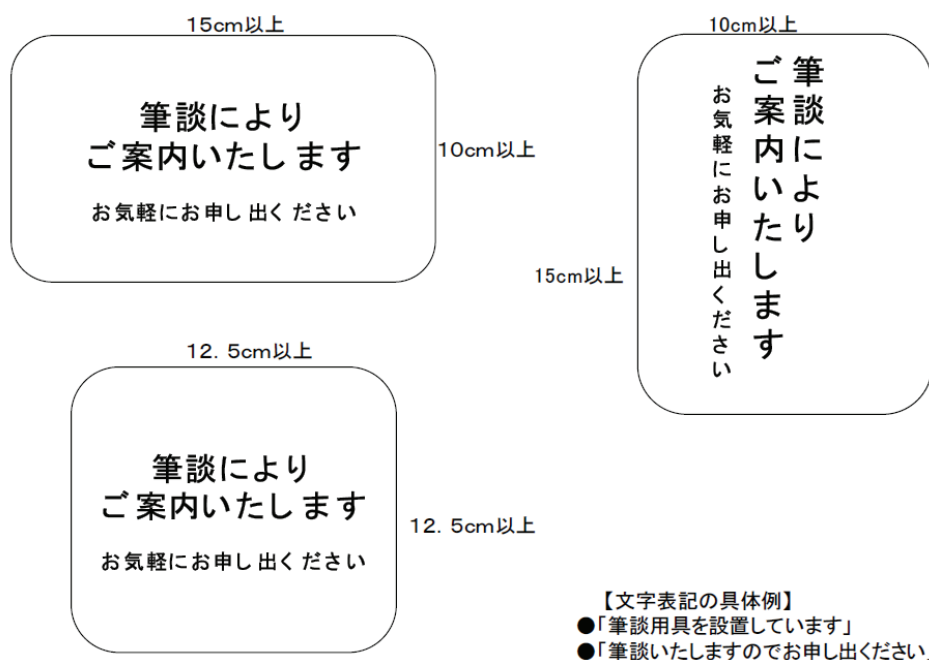 15cm以上
筆談により
ご案内いたします
お気軽にお申し出ください
10cm以上
10cm以上
筆談により
ご案内いたします
お気軽にお申し出ください
15cm以上
12.5cm以上
筆談により
ご案内いたします
お気軽にお申し出ください
12.5cm以上
【文字表記の具体例】
●「筆談用具を設置しています」
●「筆談いたしますのでお申し出ください」